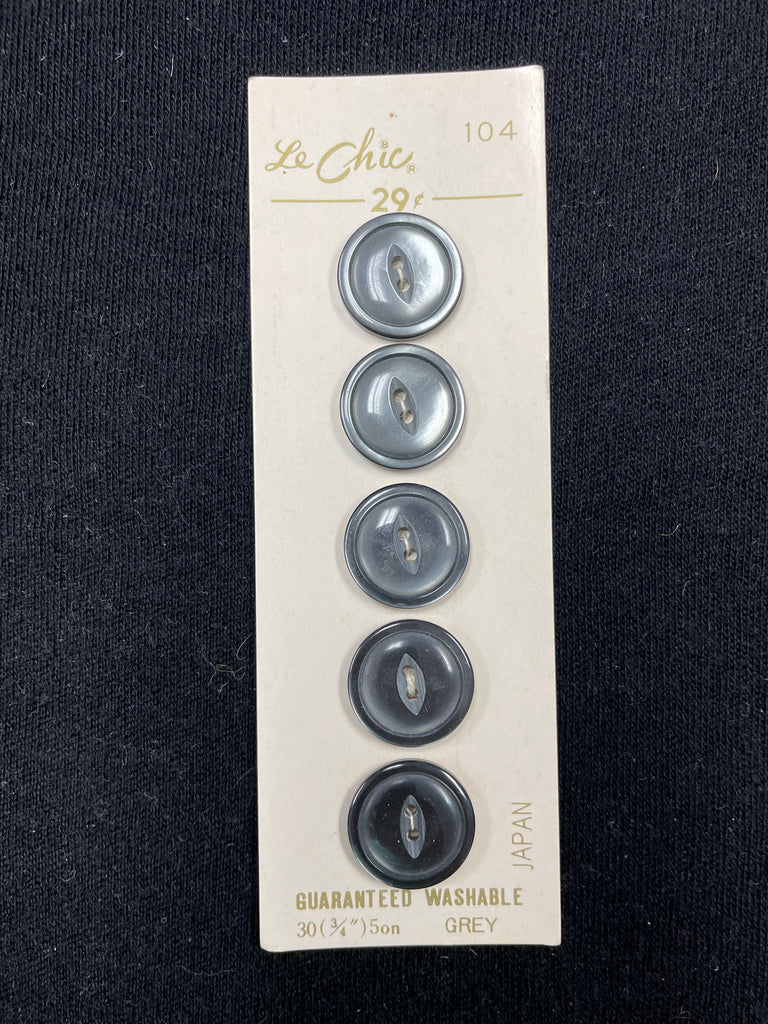 104
Le Chic B ®
29¢
JAPAN
GUARANTEED WASHABLE
30(3/4")5on GREY